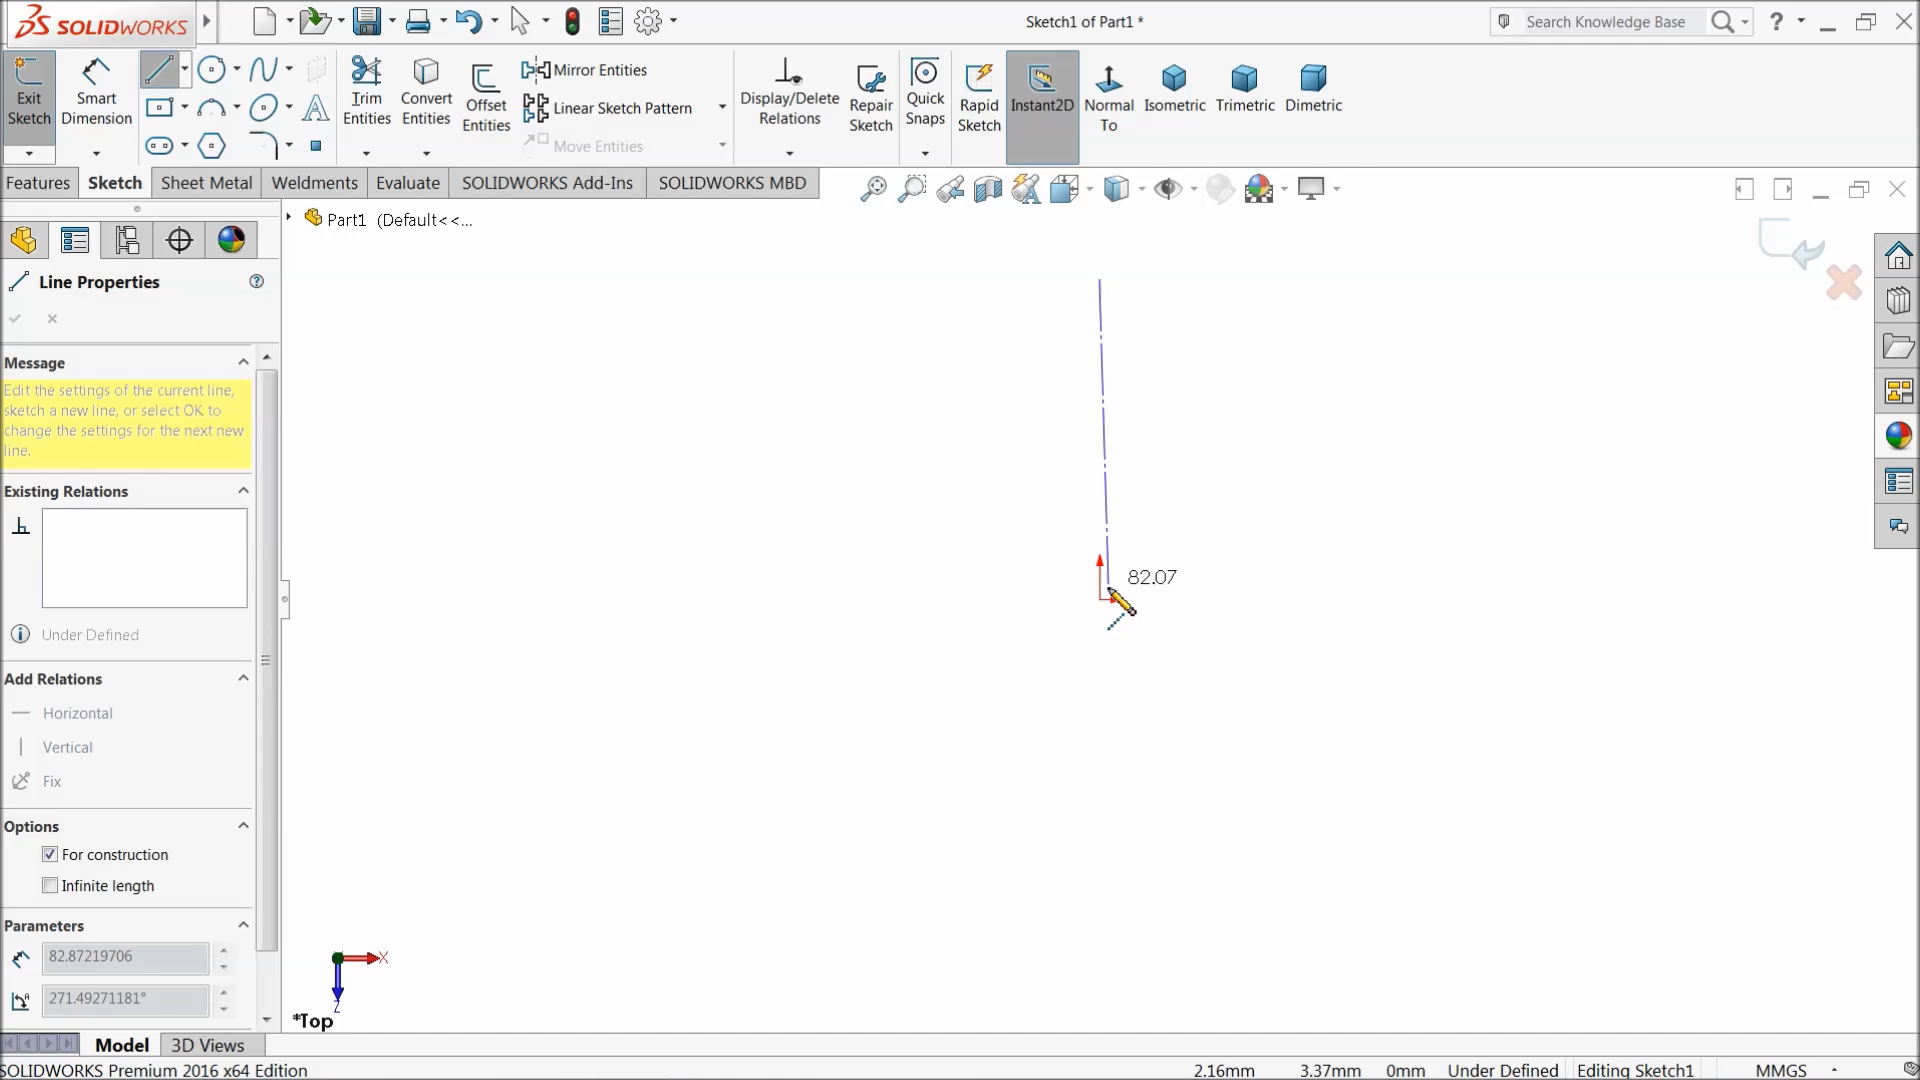 SOLIDWORKS
Sketch1 of Part1 *
Search Knowledge Base
?
Exit
Sketch
Smart
Dimension
Trim
Entities
Convert
Entities
Offset
Entities
Mirror Entities
Linear Sketch Pattern
Move Entities
Display/Delete
Relations
Repair
Sketch
Quick
Snaps
Rapid
Sketch
Instant2D
Normal
To
Isometric
Trimetric
Dimetric
Features
Sketch
Sheet Metal
Weldments
Evaluate
SOLIDWORKS Add-Ins
SOLIDWORKS MBD
Part1 (Default<<...
Line Properties
?
Message
Edit the settings of the current line,
sketch a new line, or select OK to
change the settings for the next new
line.
Existing Relations
Under Defined
Add Relations
Horizontal
Vertical
Fix
Options
For construction
Infinite length
Parameters
82.87219706
271.49271181°
82.07
X
Z
*Top
Model
3D Views
SOLIDWORKS Premium 2016 x64 Edition
2.16mm
3.37mm
0mm
Under Defined
Editing Sketch1
MMGS